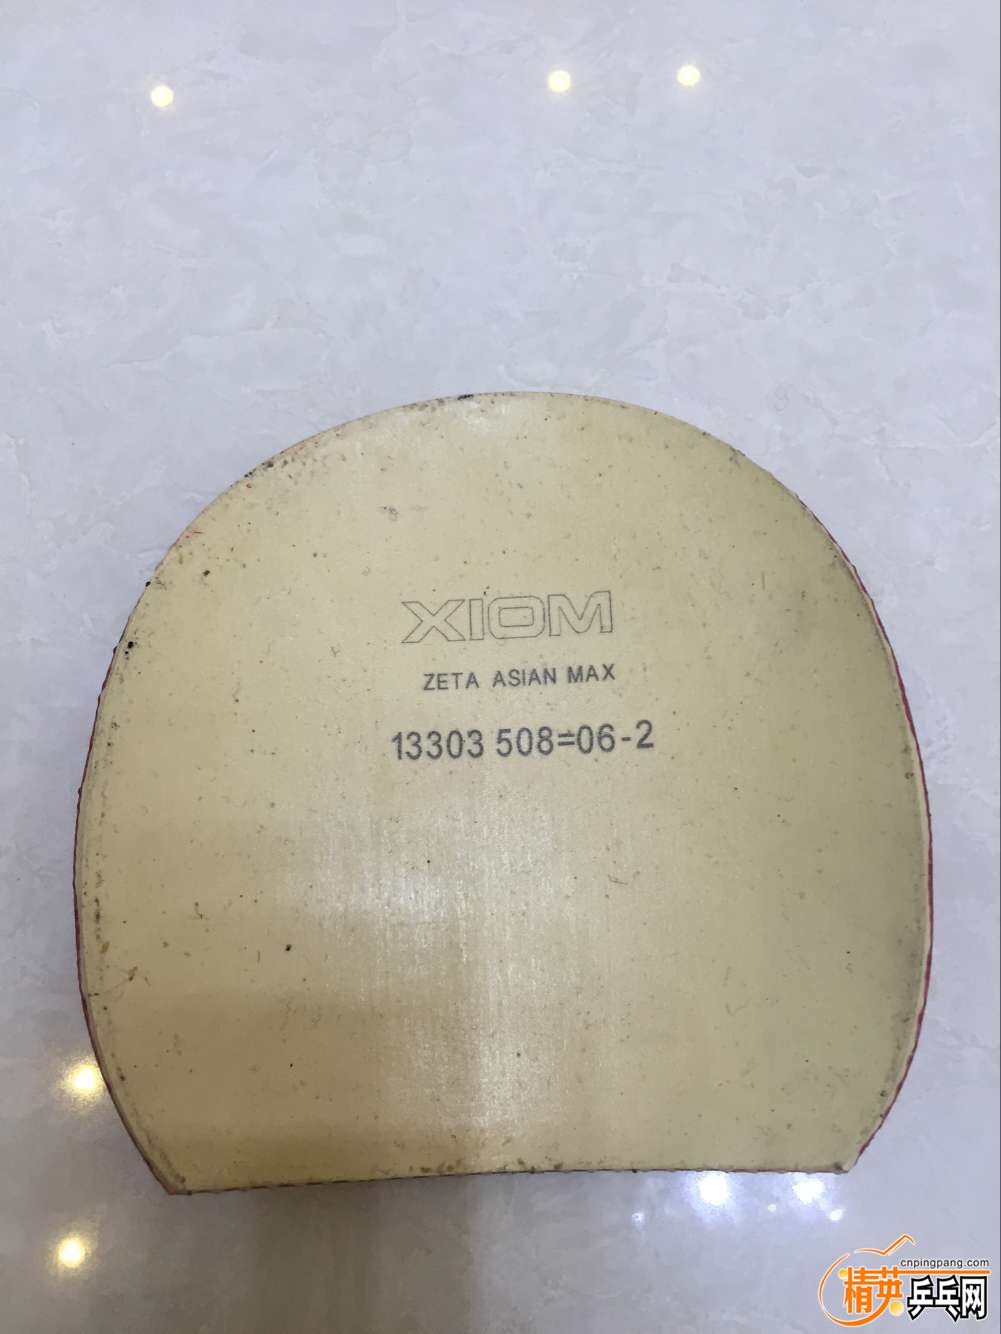 XIOM
ZETA ASIAN MAX
13303 508=06-2
cnpingpang.com
精英乒乓网